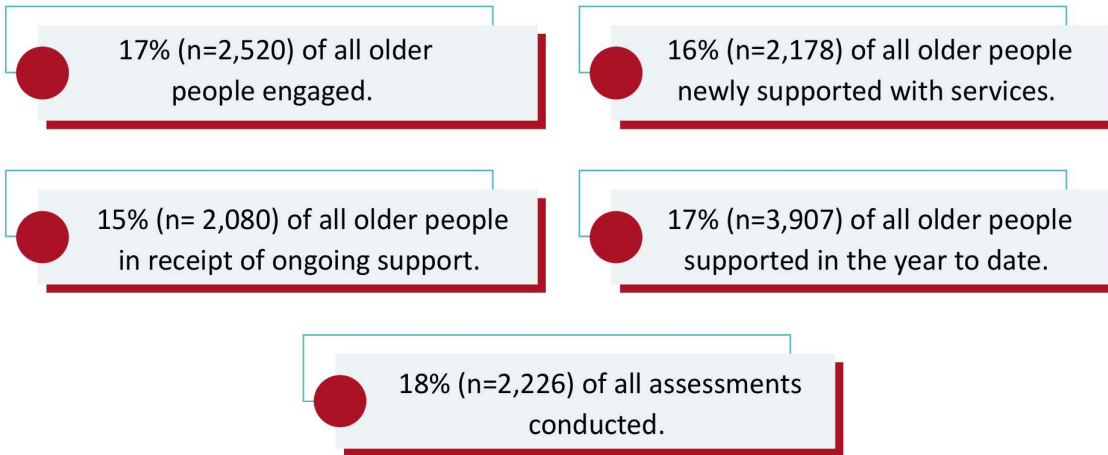 17% (n=2,520) of all older
people engaged.
16% (n=2,178) of all older people
newly supported with services.
15% (n= 2,080) of all older people
in receipt of ongoing support.
17% (n=3,907) of all older people
supported in the year to date.
18% (n=2,226) of all assessments
conducted.